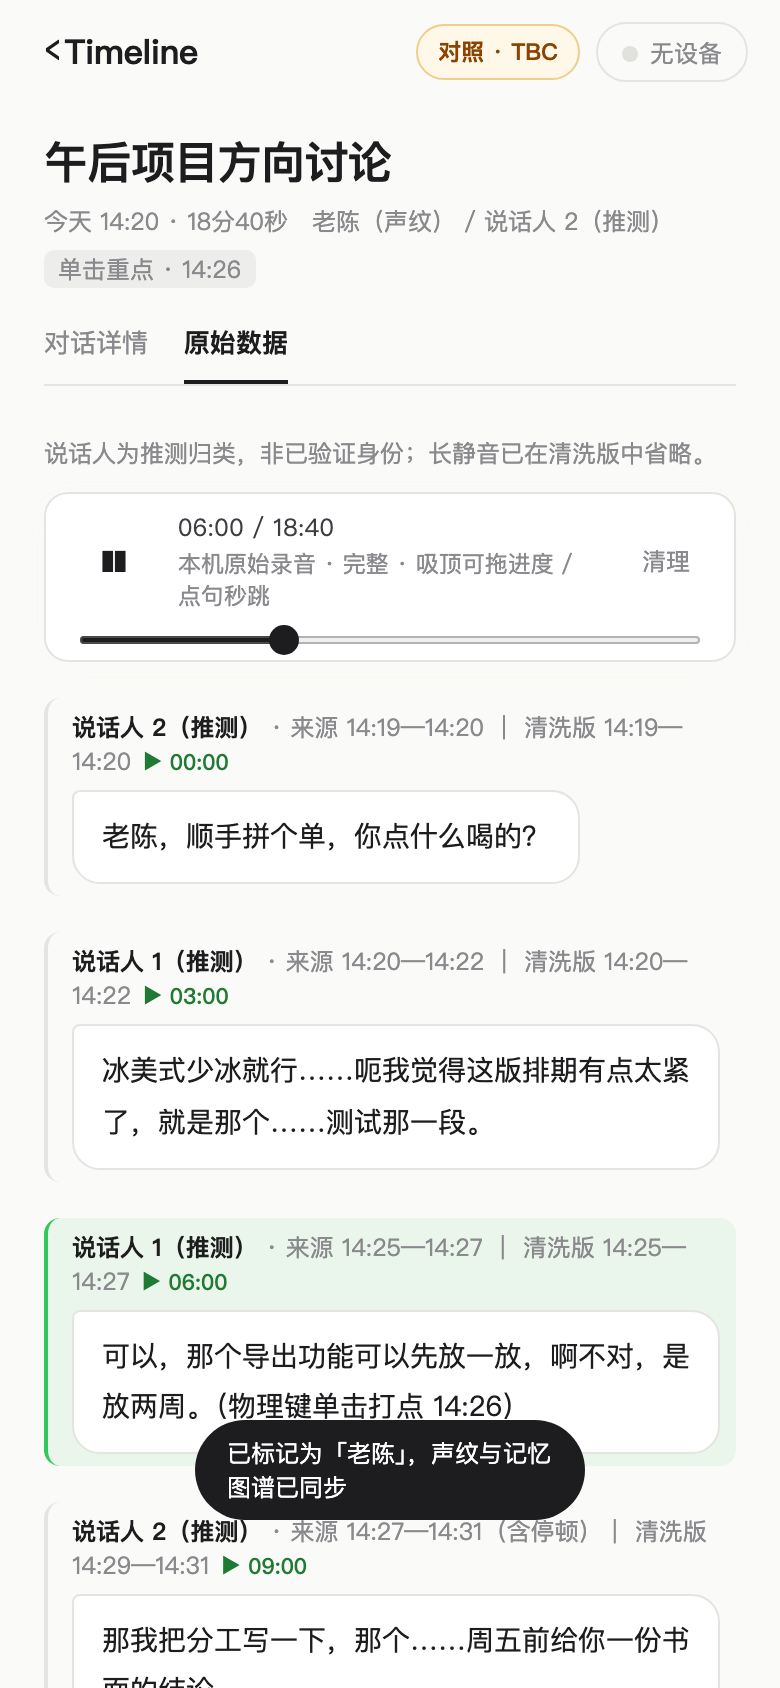 <Timeline
对照 · TBC
无设备
午后项目方向讨论
今天 14:20 · 18分40秒 老陈（声纹） / 说话人 2（推测）
单击重点 · 14:26
对话详情 原始数据
说话人为推测归类，非已验证身份；长静音已在清洗版中省略。
06:00 / 18:40
本机原始录音 · 完整 · 吸顶可拖进度 /
点句秒跳
清理
说话人 2（推测） · 来源 14:19—14:20 ｜ 清洗版 14:19—
14:20 ▶ 00:00
老陈，顺手拼个单，你点什么喝的？
说话人 1（推测） · 来源 14:20—14:22 ｜ 清洗版 14:20—
14:22 ▶ 03:00
冰美式少冰就行……呃我觉得这版排期有点太紧
了，就是那个……测试那一段。
说话人 1（推测） · 来源 14:25—14:27 ｜ 清洗版 14:25—
14:27 ▶ 06:00
可以，那个导出功能可以先放一放，啊不对，是
放两周。（物理键单击打点 14:26）
已标记为「老陈」，声纹与记忆
图谱已同步
说话人 2（推测） · 来源 14:27—14:31（含停顿） ｜ 清洗版
14:29—14:31 ▶ 09:00
那我把分工写一下，那个……周五前给你一份书
面的结论